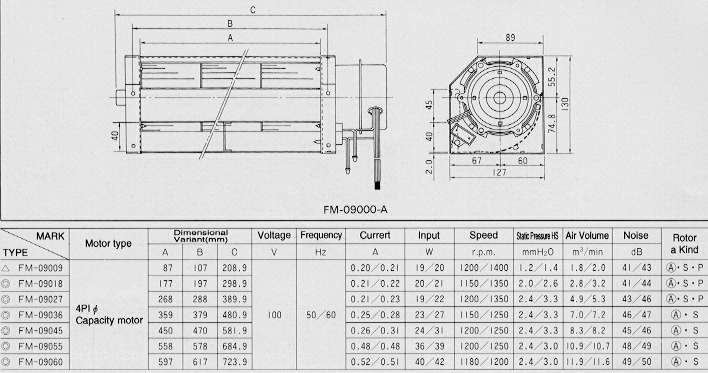 C
B
A
89
40
45
40
2.0
55.2
130
74.8
67
60
127
FM-09000-A
MARK
TYPE
Motor type
Dimensional Variant(mm)
A B C
Voltage
V
Frequency
Hz
Currert
A
Input
W
Speed
r.p.m.
Static Pressure HS
mmH₂O
Air Volume
m³/min
Noise
dB
Rotor
a Kind
4PI ϕ
Capacity motor
100
50/60
△ FM-09009 87 107 208.9 0.20/0.21 19/20 1200/1400 1.2/1.4 1.8/2.0 41/43 Ⓐ・S・P
◎ FM-09018 177 197 298.9 0.21/0.22 20/21 1150/1350 2.0/2.6 2.8/3.2 41/44 Ⓐ・S・P
◎ FM-09027 268 288 389.9 0.21/0.23 19/22 1200/1350 2.4/3.3 4.9/5.3 43/46 Ⓐ・S・P
◎ FM-09036 359 379 480.9 0.25/0.28 23/27 1150/1250 2.4/3.3 7.0/7.2 46/47 Ⓐ・S
◎ FM-09045 450 470 581.9 0.26/0.31 24/31 1200/1250 2.4/3.3 8.3/8.2 45/46 Ⓐ・S
◎ FM-09055 558 578 684.9 0.48/0.48 36/39 1200/1250 2.4/3.0 10.9/10.7 48/49 Ⓐ・S
◎ FM-09060 597 617 723.9 0.52/0.51 40/42 1180/1200 2.4/3.0 11.9/11.6 49/50 Ⓐ・S